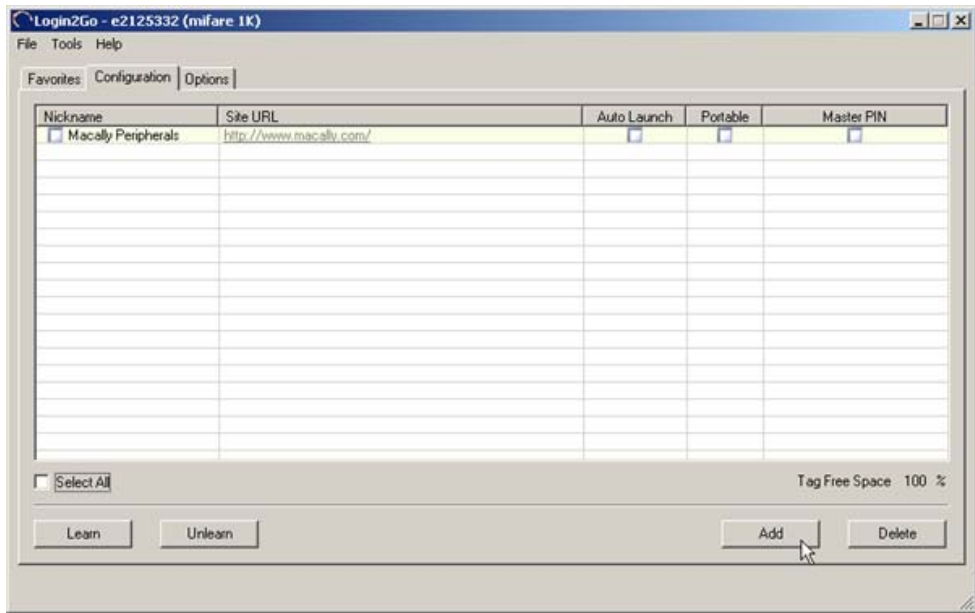 Login2Go - e2125332 (mifare 1K)
File Tools Help
Favorites Configuration Options
Nickname Site URL Auto Launch Portable Master PIN
Macally Peripherals http://www.macally.com/
Select All Tag Free Space 100 %
Learn Unlearn Add Delete